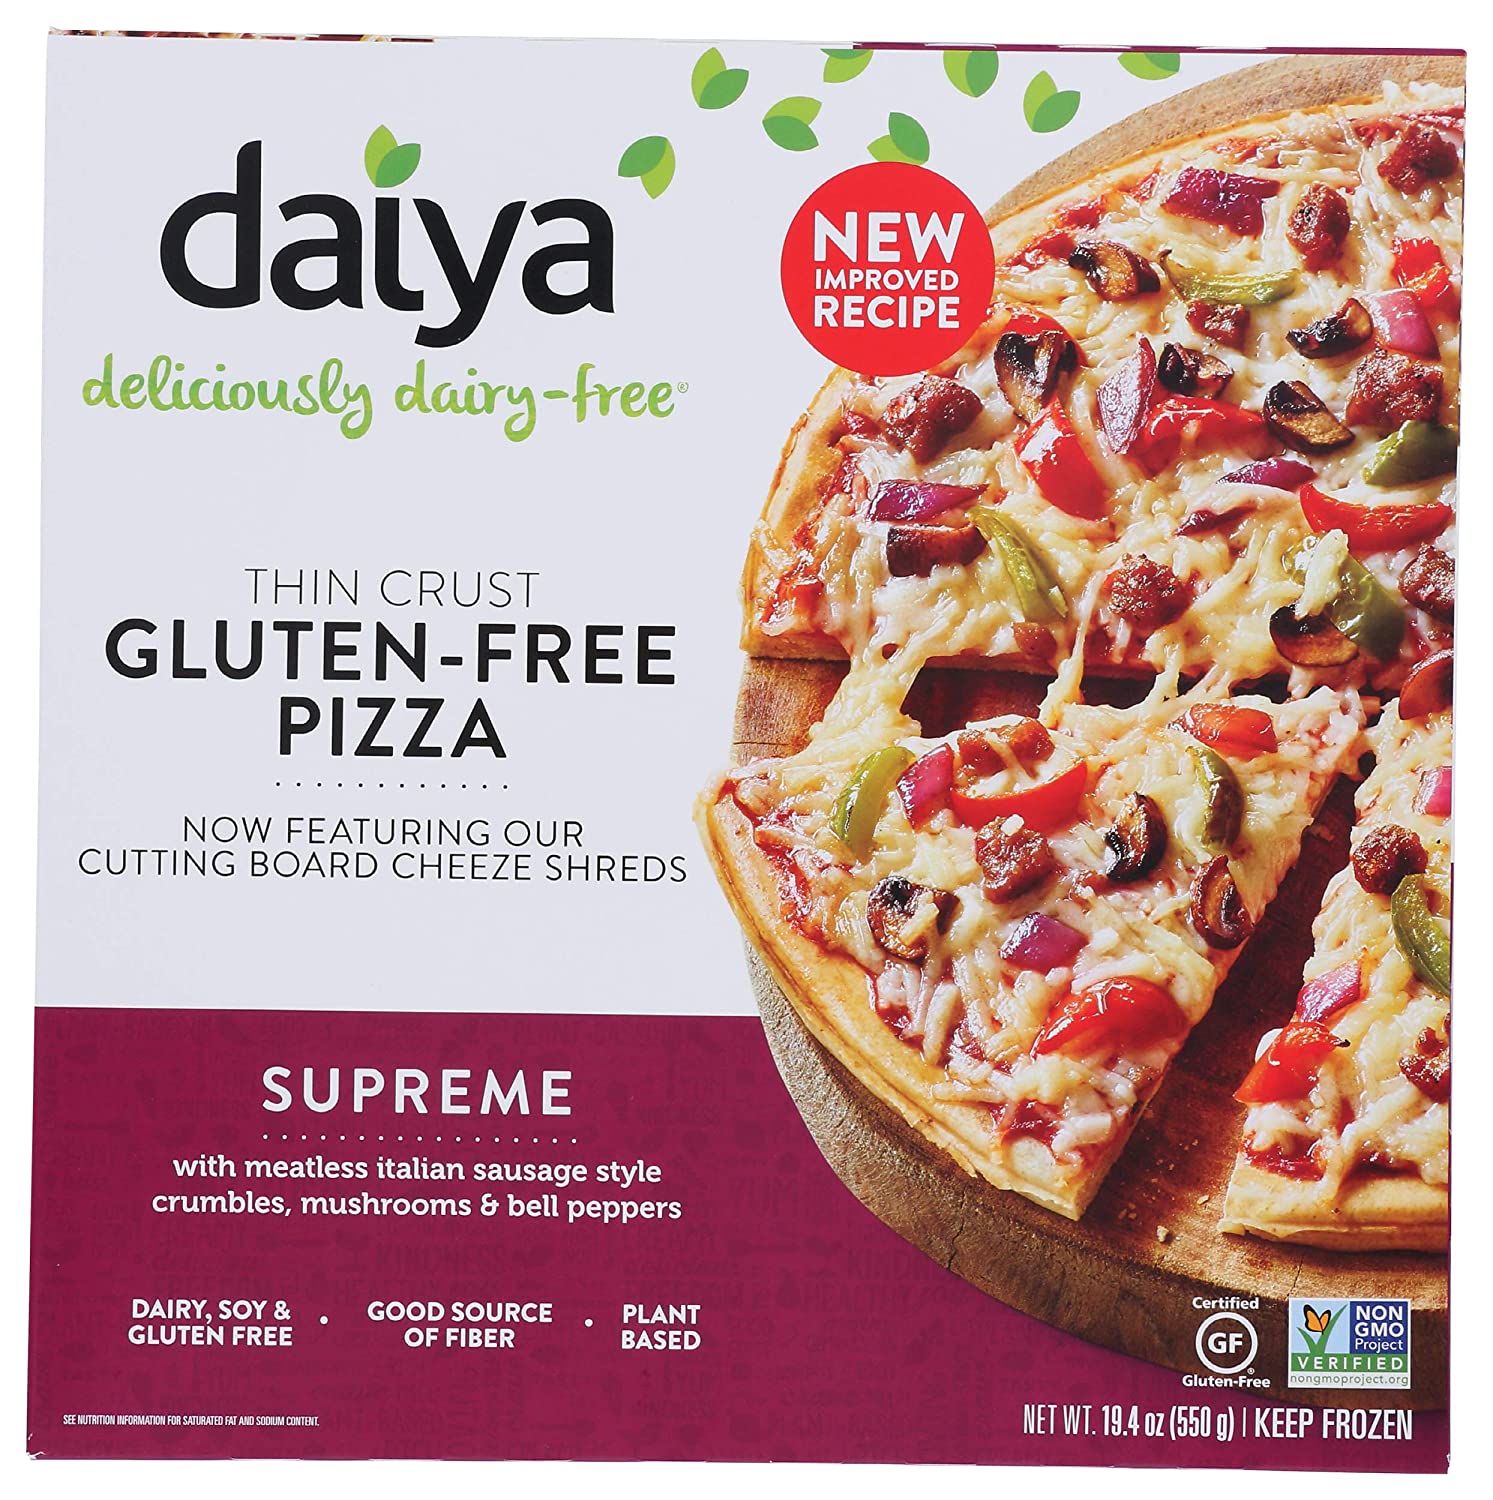 daiya
deliciously dairy-free®
NEW
IMPROVED
RECIPE
THIN CRUST
GLUTEN-FREE
PIZZA
NOW FEATURING OUR
CUTTING BOARD CHEEZE SHREDS
SUPREME
with meatless italian sausage style
crumbles, mushrooms & bell peppers
DAIRY, SOY &
GLUTEN FREE
•
GOOD SOURCE
OF FIBER
•
PLANT
BASED
Certified
GF
®
Gluten-Free
NON
GMO
Project
VERIFIED
nongmoproject.org
SEE NUTRITION INFORMATION FOR SATURATED FAT AND SODIUM CONTENT.
NET WT. 19.4 oz (550 g) | KEEP FROZEN